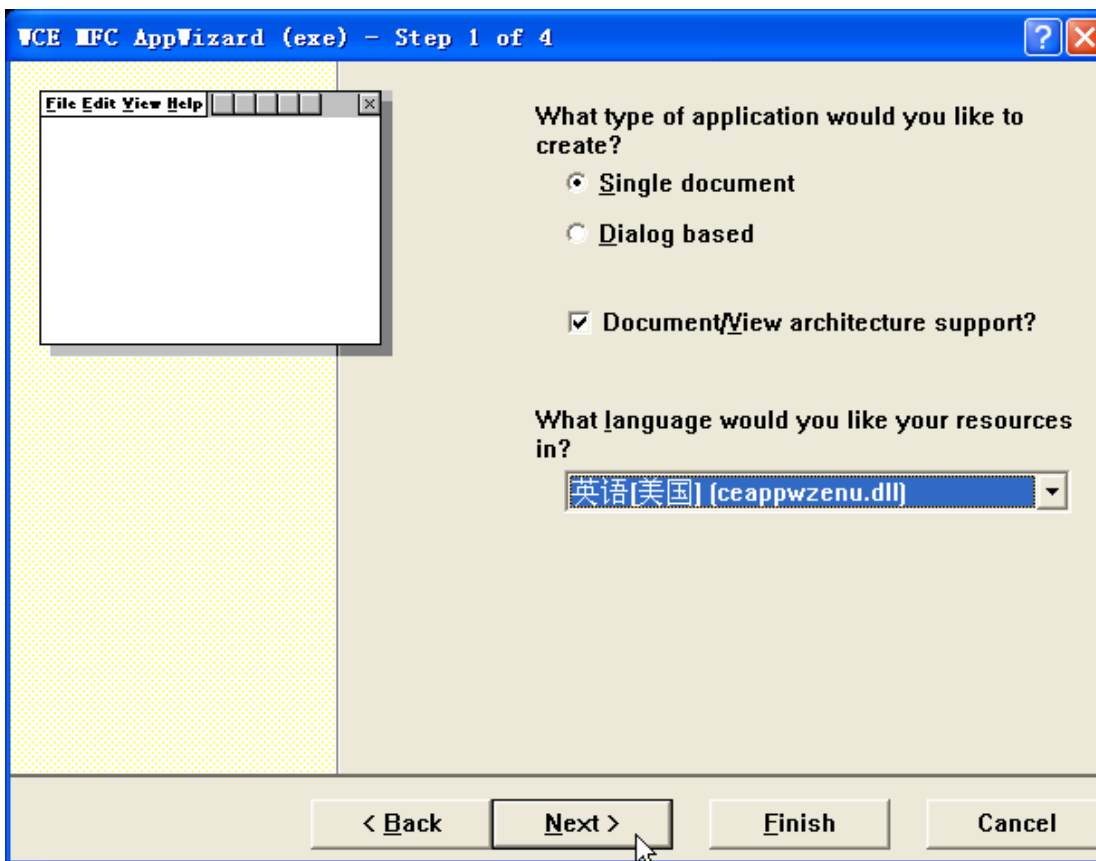 WCE MFC AppWizard (exe) - Step 1 of 4
File Edit View Help
What type of application would you like to
create?
Single document
Dialog based
Document/View architecture support?
What language would you like your resources
in?
英语[美国] (ceappwzenu.dll)
< Back Next > Finish Cancel